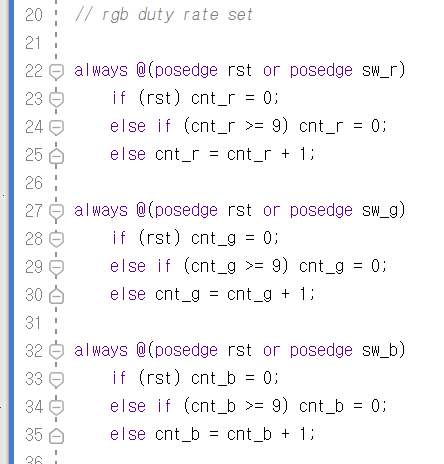 20 // rgb duty rate set
21
22 always @(posedge rst or posedge sw_r)
23 if (rst) cnt_r = 0;
24 else if (cnt_r >= 9) cnt_r = 0;
25 else cnt_r = cnt_r + 1;
26
27 always @(posedge rst or posedge sw_g)
28 if (rst) cnt_g = 0;
29 else if (cnt_g >= 9) cnt_g = 0;
30 else cnt_g = cnt_g + 1;
31
32 always @(posedge rst or posedge sw_b)
33 if (rst) cnt_b = 0;
34 else if (cnt_b >= 9) cnt_b = 0;
35 else cnt_b = cnt_b + 1;
36